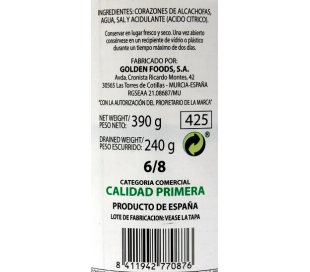 INGREDIENTES: CORAZONES DE ALCACHOFAS,
AGUA, SAL Y ACIDULANTE (ACIDO CITRICO).
Conservar en lugar fresco y seco. Una vez abierto
consérvese en un recipiente de vidrio o plástico
durante un tiempo máximo de dos días.
FABRICADO POR:
GOLDEN FOODS, S.A.
Avda. Cronista Ricardo Montes, 42
30565 Las Torres de Cotillas - MURCIA-ESPAÑA
RGSEAA 21.08687/MU
"CON LA AUTORIZACIÓN DEL PROPIETARIO DE LA MARCA"
NET WEIGHT/ PESO NETO: 390 g 425
DRAINED WEIGHT/ PESO ESCURRIDO: 240 g
6/8
CATEGORIA COMERCIAL
CALIDAD PRIMERA
PRODUCTO DE ESPAÑA
LOTE DE FABRICACION: VEASE LA TAPA
8 411942 770876